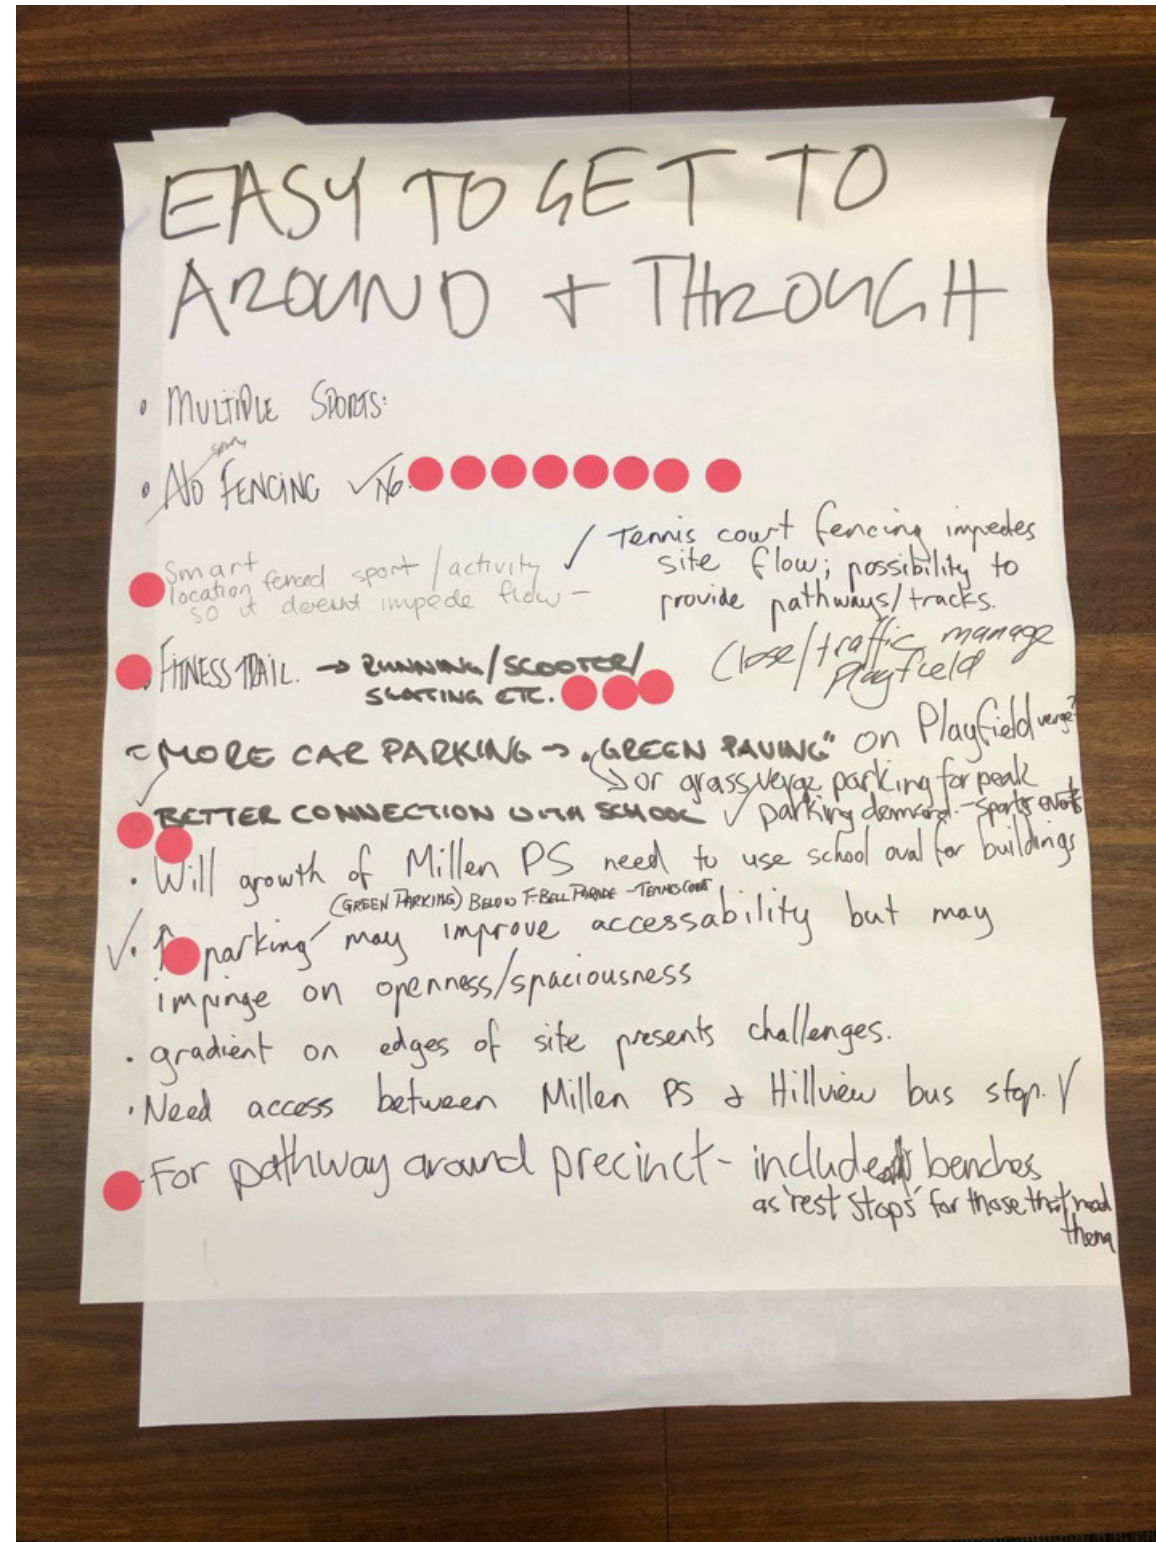 EASY TO GET TO
AROUND + THROUGH
• MULTIPLE SPORTS:
• No FENCING ✓ No.
Smart
location fenced sport / activity
so it doesnt impede flow -
✓ Tennis court fencing impedes
site flow; possibility to
provide pathways/tracks.
Close/traffic manage
Playfield
FITNESS TRAIL. → RUNNING/SCOOTER/
SCOTTING ETC.
- MORE CAR PARKING → "GREEN PAVING" on Playfield verge?
↳ or grass verge parking for peak
parking demand - sports events
BETTER CONNECTION WITH SCHOOL ✓
• Will growth of Millen PS need to use school oval for buildings
(GREEN PARKING) BELOW F-BELL PARADE - TENNIS COURT
✓ • ↑ parking may improve accessability but may
impinge on openness/spaciousness
• gradient on edges of site presents challenges.
• Need access between Millen PS & Hillview bus stop. ✓
- For pathway around precinct - include benches
as 'rest stops' for those that need
them